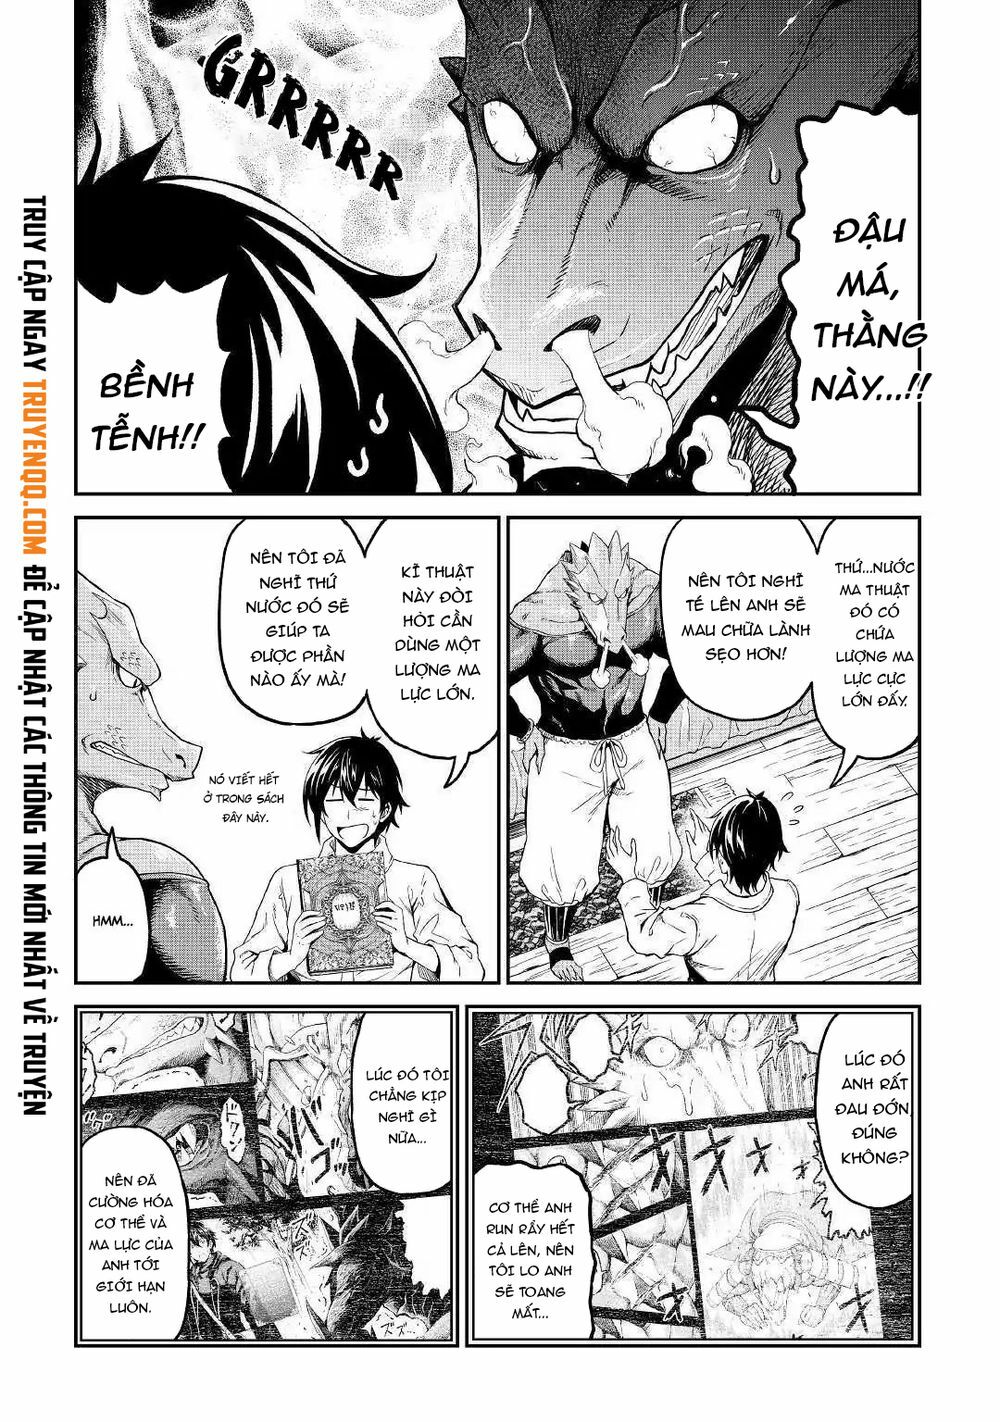 GRRRRRR
ĐẬU
MÁ,
THẰNG
NÀY...!!
BỀNH
TỄNH!!
THỨ...NƯỚC
MA THUẬT
ĐÓ CÓ
CHỨA
LƯỢNG MA
LỰC CỰC
LỚN ĐẤY.
NÊN TÔI NGHĨ
TÉ LÊN ANH SẼ
MAU CHỮA LÀNH
SẸO HƠN!
KĨ THUẬT
NÀY ĐÒI
HỎI CẦN
DÙNG MỘT
LƯỢNG MA
LỰC LỚN.
NÊN TÔI ĐÃ
NGHĨ THỨ
NƯỚC ĐÓ SẼ
GIÚP TA
ĐƯỢC PHẦN
NÀO ẤY MÀ!
NÓ VIẾT HẾT
Ở TRONG SÁCH
ĐÂY NÀY.
HMM...
LÚC ĐÓ
ANH RẤT
ĐAU ĐỚN,
ĐÚNG
KHÔNG?
CƠ THỂ ANH
RUN RẨY HẾT
CẢ LÊN, NÊN
TÔI LO ANH
SẼ TOANG
MẤT...
LÚC ĐÓ TÔI
CHẲNG KỊP
NGHĨ GÌ
NỮA...
NÊN ĐÃ
CƯỜNG HÓA
CƠ THỂ VÀ
MA LỰC CỦA
ANH TỚI
GIỚI HẠN
LUÔN.
ズズ...
TRUY CẬP NGAY TRUYENQQ.COM ĐỂ CẬP NHẬT CÁC THÔNG TIN MỚI NHẤT VỀ TRUYỆN